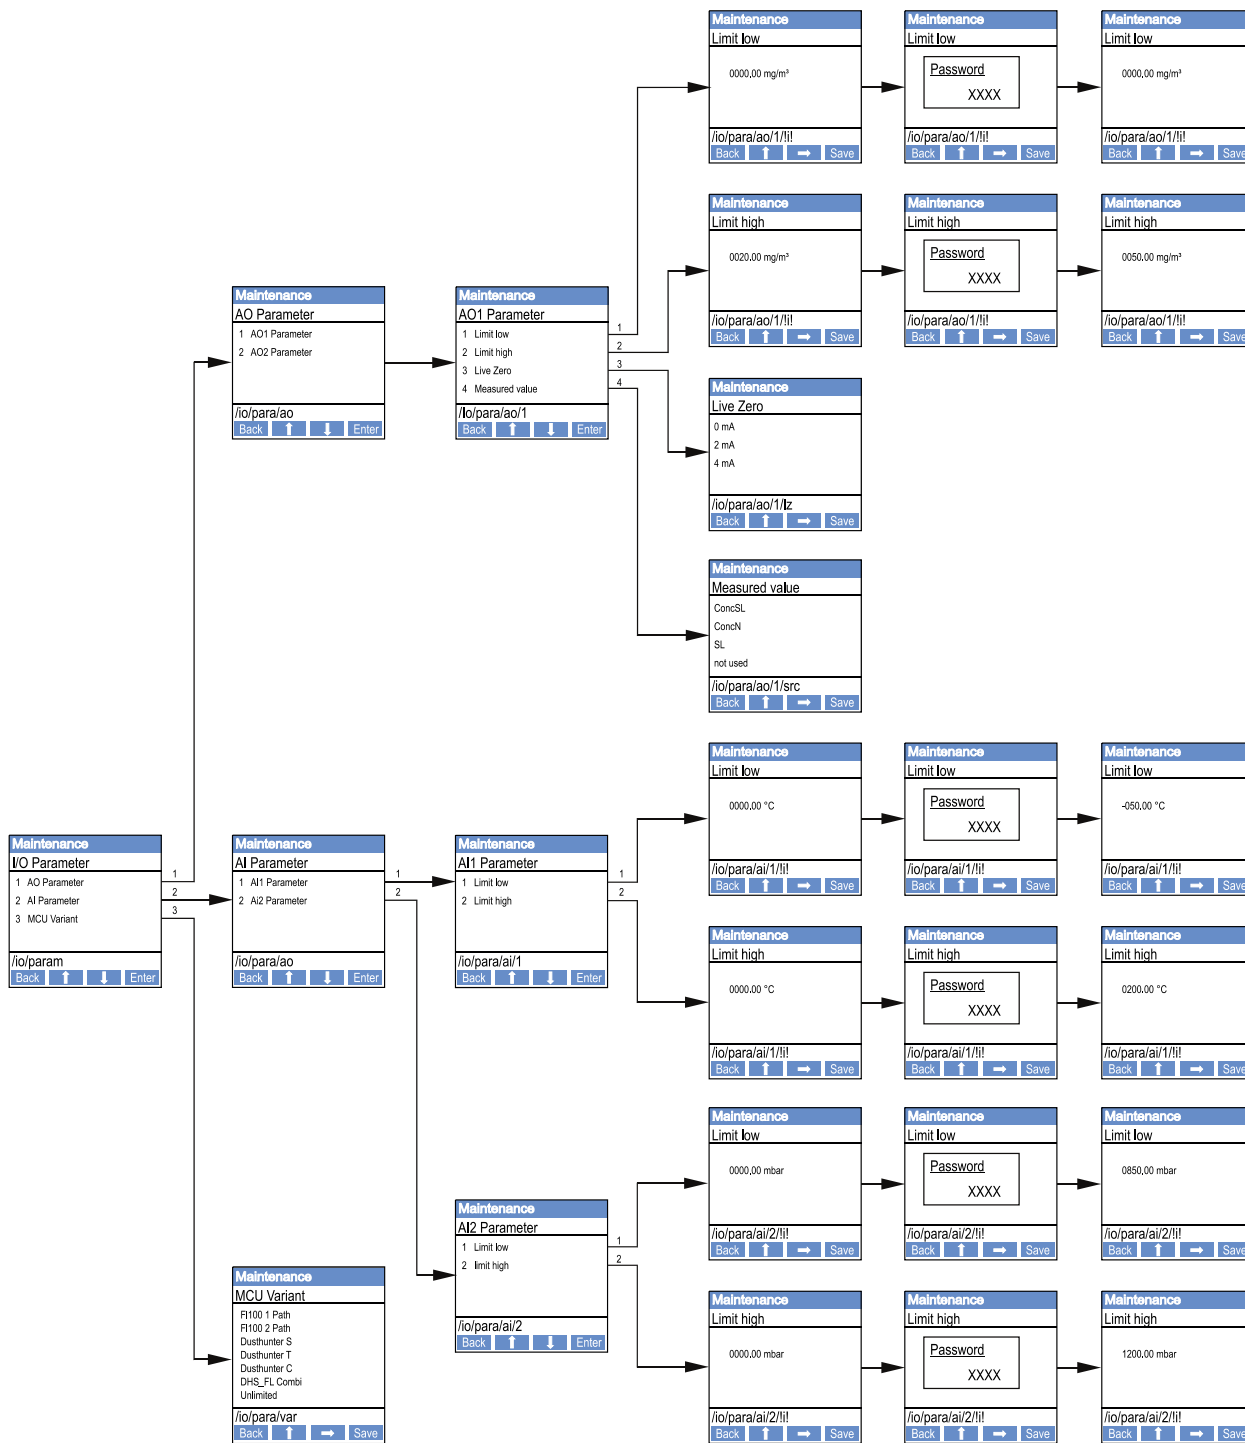 Maintenance
Limit low
0000,00 mg/m³
/io/para/ao/1/!i!
Back Save
Maintenance
Limit low
Password
XXXX
/io/para/ao/1/!i!
Back Save
Maintenance
Limit low
0000,00 mg/m³
/io/para/ao/1/!i!
Back Save
Maintenance
Limit high
0020.00 mg/m³
/io/para/ao/1/!i!
Back Save
Maintenance
Limit high
Password
XXXX
/io/para/ao/1/!i!
Back Save
Maintenance
Limit high
0050.00 mg/m³
/io/para/ao/1/!i!
Back Save
Maintenance
AO Parameter
1 AO1 Parameter
2 AO2 Parameter
/io/para/ao
Back Enter
Maintenance
AO1 Parameter
1 Limit low
2 Limit high
3 Live Zero
4 Measured value
/Io/para/ao/1
Back Enter
1
2
3
4
Maintenance
Live Zero
0 mA
2 mA
4 mA
/io/para/ao/1/lz
Back Save
Maintenance
Measured value
ConcSL
ConcN
SL
not used
/io/para/ao/1/src
Back Save
Maintenance
Limit low
0000.00 °C
/io/para/ai/1/!i!
Back Save
Maintenance
Limit low
Password
XXXX
/io/para/ai/1/!i!
Back Save
Maintenance
Limit low
-050.00 °C
/io/para/ai/1/!i!
Back Save
Maintenance
I/O Parameter
1 AO Parameter
2 AI Parameter
3 MCU Variant
/io/param
Back Enter
1
2
3
Maintenance
AI Parameter
1 AI1 Parameter
2 Ai2 Parameter
/io/para/ao
Back Enter
1
2
Maintenance
AI1 Parameter
1 Limit low
2 Limit high
/io/para/ai/1
Back Enter
1
2
Maintenance
Limit high
0000.00 °C
/io/para/ai/1/!i!
Back Save
Maintenance
Limit high
Password
XXXX
/io/para/ai/1/!i!
Back Save
Maintenance
Limit high
0200.00 °C
/io/para/ai/1/!i!
Back Save
Maintenance
Limit low
0000,00 mbar
/io/para/ai/2/!i!
Back Save
Maintenance
Limit low
Password
XXXX
/io/para/ai/2/!i!
Back Save
Maintenance
Limit low
0850,00 mbar
/io/para/ai/2/!i!
Back Save
Maintenance
AI2 Parameter
1 Limit low
2 limit high
/io/para/ai/2
Back Enter
1
2
Maintenance
MCU Variant
Fl100 1 Path
Fl100 2 Path
Dusthunter S
Dusthunter T
Dusthunter C
DHS_FL Combi
Unlimited
/io/para/var
Back Save
Maintenance
Limit high
0000.00 mbar
/io/para/ai/2/!i!
Back Save
Maintenance
Limit high
Password
XXXX
/io/para/ai/2/!i!
Back Save
Maintenance
Limit high
1200.00 mbar
/io/para/ai/2/!i!
Back Save